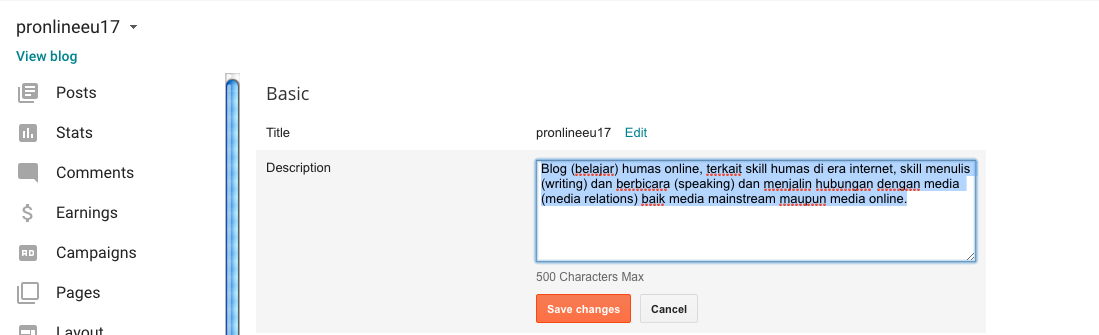 pronlineeu17
View blog
Posts
Stats
Comments
Earnings
Campaigns
Pages
Layout
Basic
Title
pronlineeu17 Edit
Description
Blog (belajar) humas online, terkait skill humas di era internet, skill menulis
(writing) dan berbicara (speaking) dan menjalin hubungan dengan media
(media relations) baik media mainstream maupun media online.
500 Characters Max
Save changes
Cancel